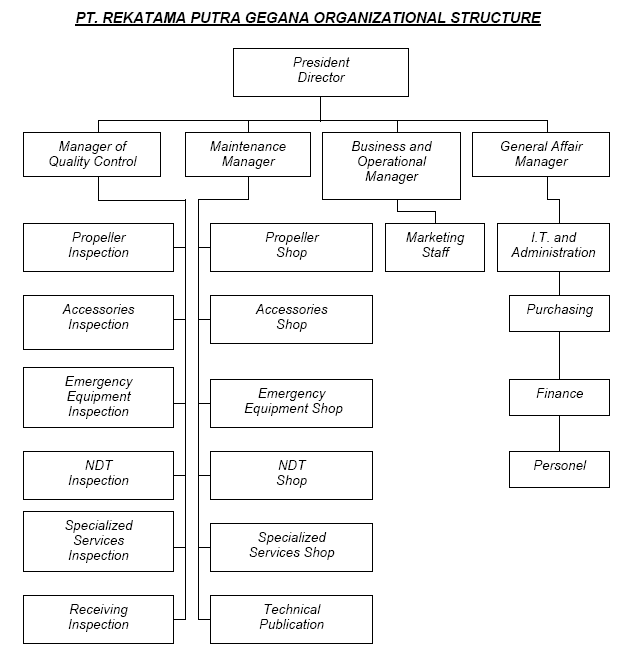 PT. REKATAMA PUTRA GEGANA ORGANIZATIONAL STRUCTURE
President
Director
Manager of
Quality Control
Maintenance
Manager
Business and
Operational
Manager
General Affair
Manager
Propeller
Inspection
Propeller
Shop
Marketing
Staff
I.T. and
Administration
Accessories
Inspection
Accessories
Shop
Purchasing
Emergency
Equipment
Inspection
Emergency
Equipment Shop
Finance
NDT
Inspection
NDT
Shop
Personel
Specialized
Services
Inspection
Specialized
Services Shop
Receiving
Inspection
Technical
Publication